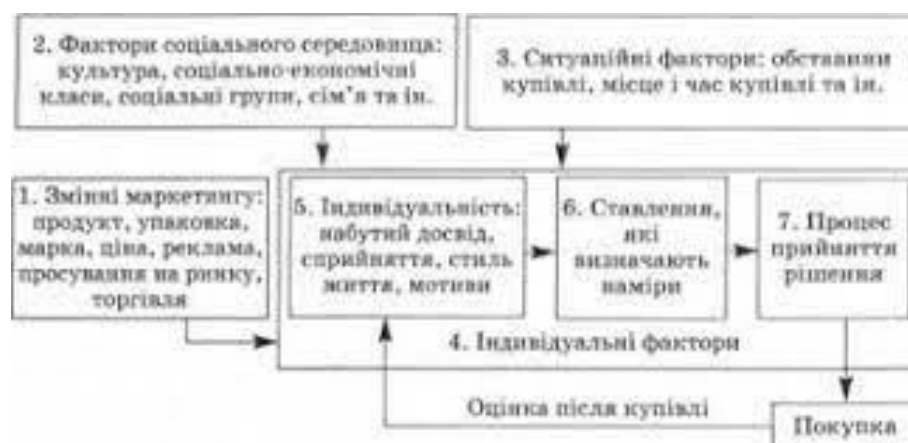 2. Фактори соціального середовища:
культура, соціально-економічні
класи, соціальні групи, сім'я та ін.
3. Ситуаційні фактори: обставини
купівлі, місце і час купівлі та ін.
1. Змінні маркетингу:
продукт, упаковка,
марка, ціна, реклама,
просування на ринку,
торгівля
5. Індивідуальність:
набутий досвід,
сприйняття, стиль
життя, мотиви
6. Ставлення,
які
визначають
наміри
7. Процес
прийняття
рішення
4. Індивідуальні фактори
Оцінка після купівлі
Покупка